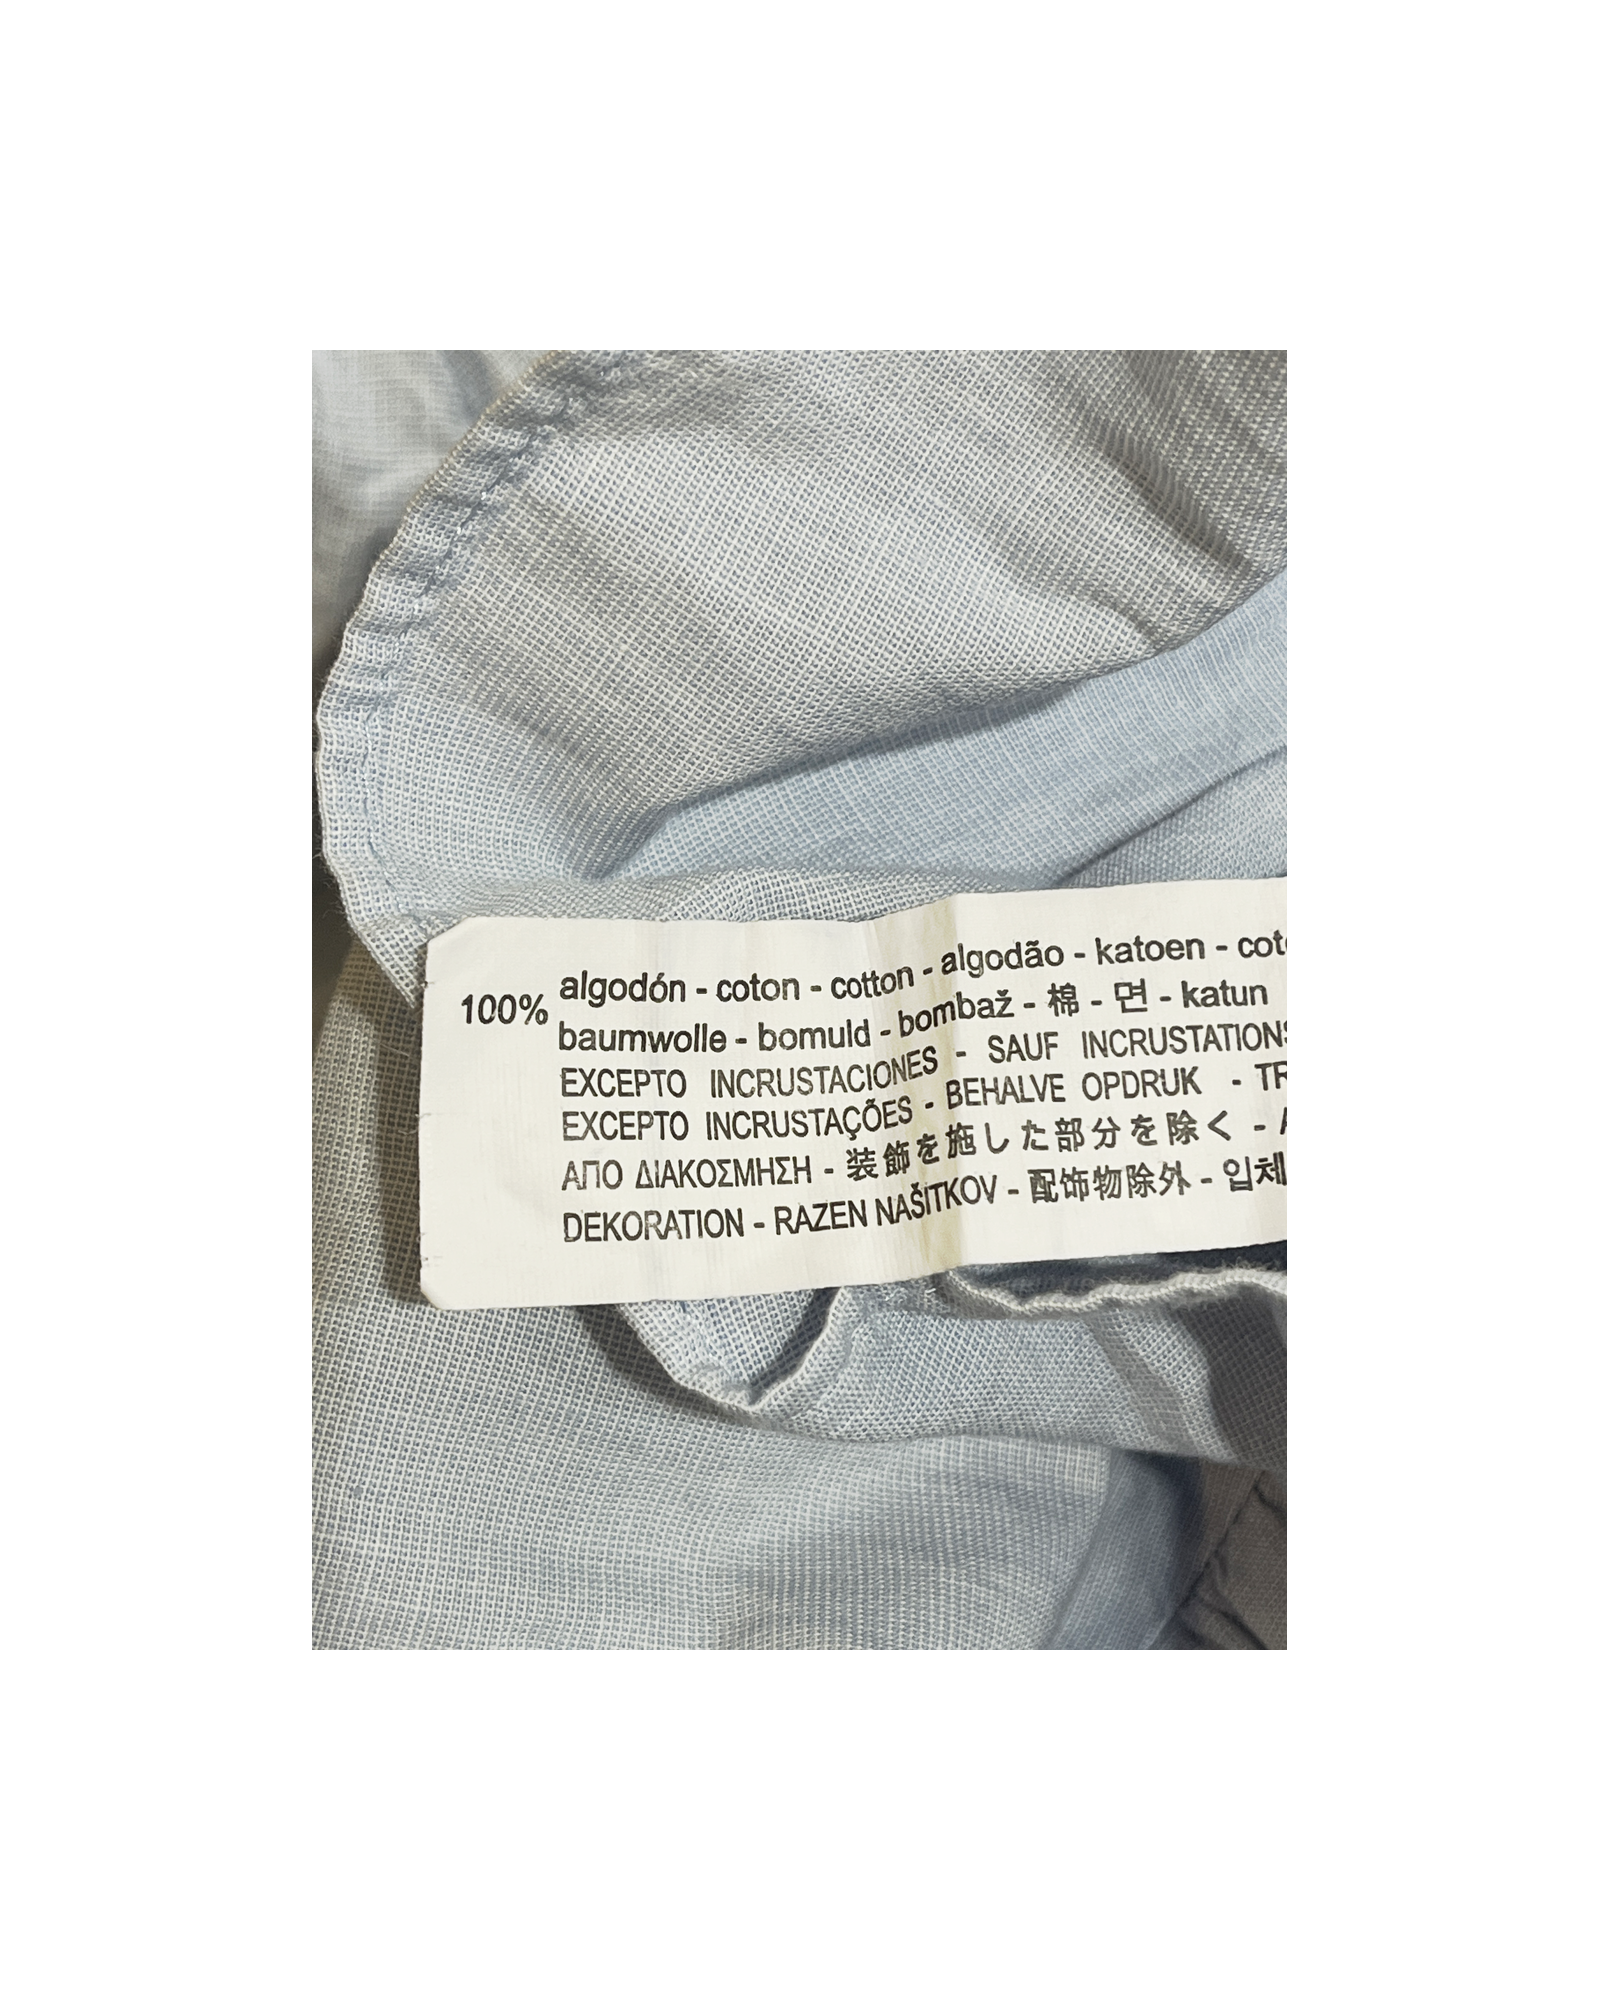 100% algodón - coton - cotton - algodão - katoen -
baumwolle - bomuld - bombaž - 棉 - 면 - katun
EXCEPTO INCRUSTACIONES - SAUF INCRUSTATIONS
EXCEPTO INCRUSTAÇÕES - BEHALVE OPDRUK -
ΑΠΟ ΔΙΑΚΟΣΜΗΣΗ - 装飾を施した部分を除く -
DEKORATION - RAZEN NAŠITKOV - 配饰物除外 - 입체